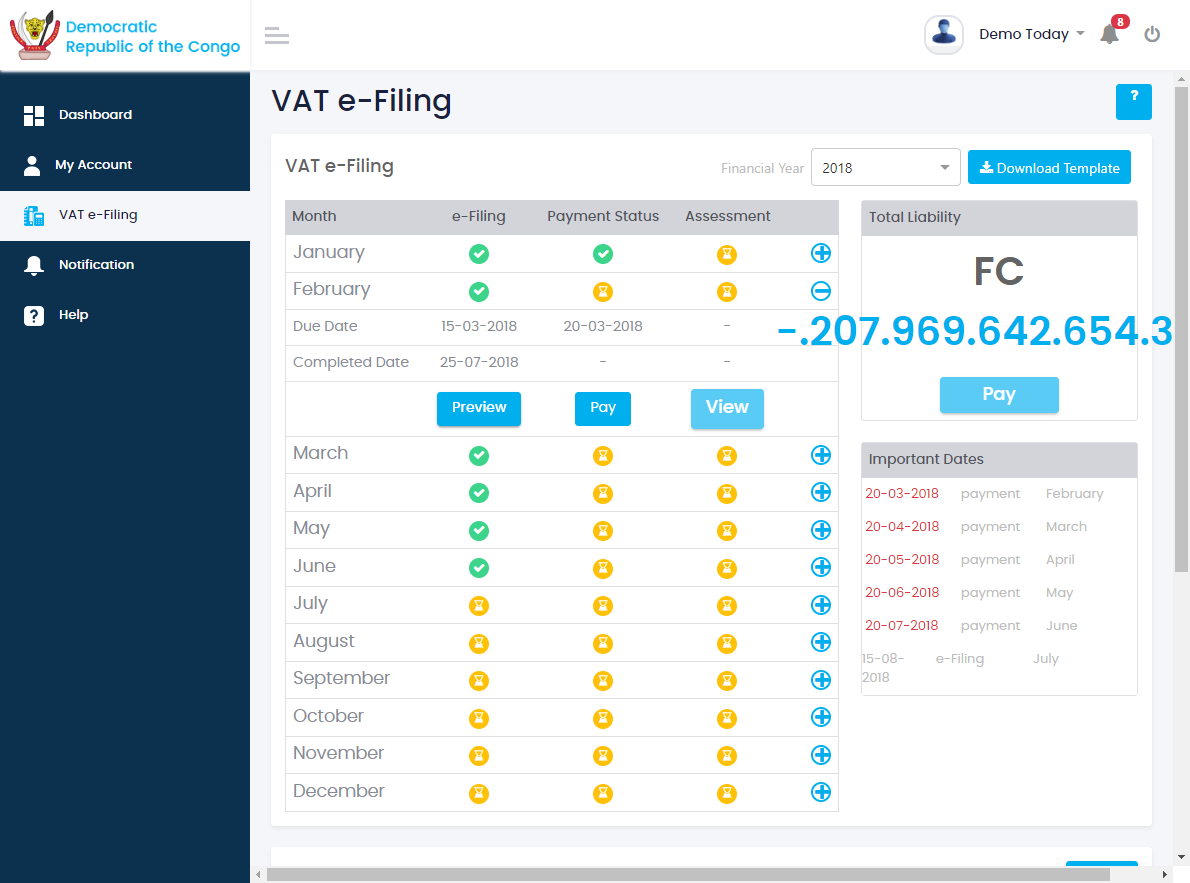 Democratic
Republic of the Congo
Demo Today
8
Dashboard
My Account
VAT e-Filing
Notification
Help
VAT e-Filing
?
VAT e-Filing
Financial Year
2018
Download Template
Month e-Filing Payment Status Assessment
January
February
Due Date 15-03-2018 20-03-2018 -
Completed Date 25-07-2018 - -
Preview Pay View
March
April
May
June
July
August
September
October
November
December
Total Liability
FC
-.207.969.642.654.3
Pay
Important Dates
20-03-2018 payment February
20-04-2018 payment March
20-05-2018 payment April
20-06-2018 payment May
20-07-2018 payment June
15-08- e-Filing July
2018